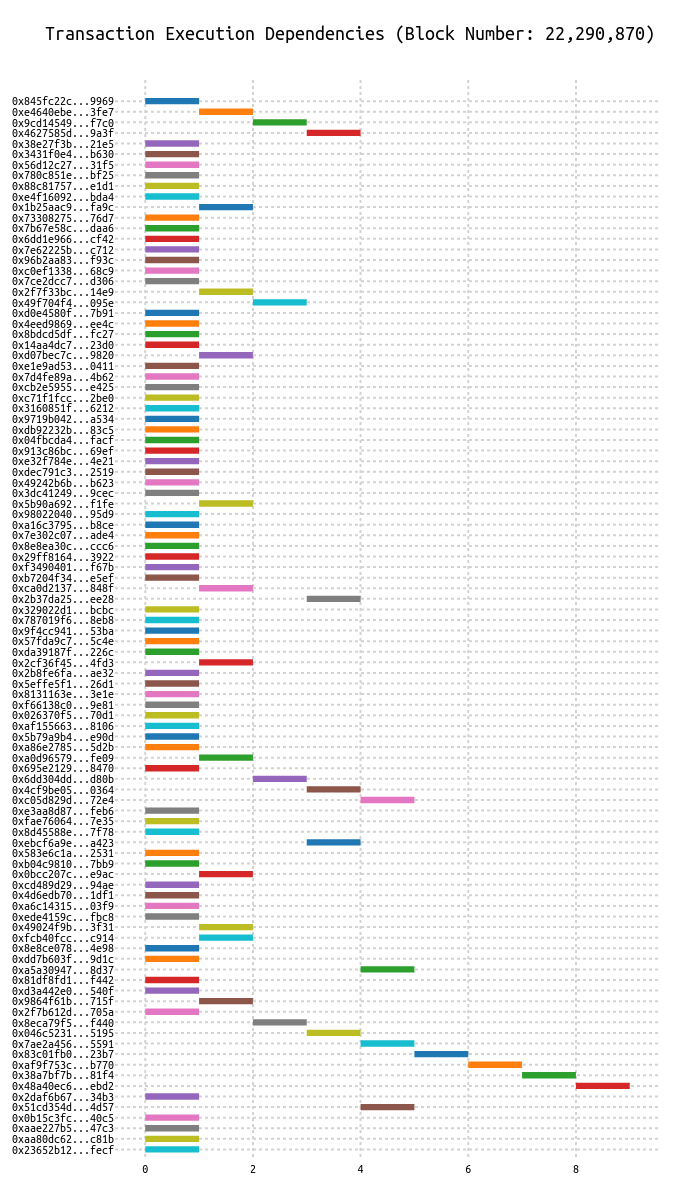 Transaction Execution Dependencies (Block Number: 22,290,870)
0x845fc22c...9969
0xe4640ebe...3fe7
0x9cd14549...f7c0
0x4627585d...9a3f
0x38e27f3b...21e5
0x3431f0e4...b630
0x56d12c27...31f5
0x780c851e...bf25
0x88c81757...e1d1
0xe4f16092...bda4
0x1b25aac9...fa9c
0x73308275...76d7
0x7b67e58c...daa6
0x6dd1e966...cf42
0x7e62225b...c712
0x96b2aa83...f93c
0xc0ef1338...68c9
0x7ce2dcc7...d306
0x2f7f33bc...14e9
0x49f704f4...095e
0xd0e4580f...7b91
0x4eed9869...ee4c
0x8bdcd5df...fc27
0x14aa4dc7...23d0
0xd07bec7c...9820
0xe1e9ad53...0411
0x7d4fe89a...4b62
0xcb2e5955...e425
0xc71f1fcc...2be0
0x3160851f...6212
0x9719b042...a534
0xdb92232b...83c5
0x04fbcda4...facf
0x913c86bc...69ef
0xe32f784e...4e21
0xdec791c3...2519
0x49242b6b...b623
0x3dc41249...9cec
0x5b90a692...f1fe
0x98022040...95d9
0xa16c3795...b8ce
0x7e302c07...ade4
0x8e8ea30c...ccc6
0x29ff8164...3922
0xf3490401...f67b
0xb7204f34...e5ef
0xca0d2137...848f
0x2b37da25...ee28
0x329022d1...bcbc
0x787019f6...8eb8
0x9f4cc941...53ba
0x57fda9c7...5c4e
0xda39187f...226c
0x2cf36f45...4fd3
0x2b8fe6fa...ae32
0x5effe5f1...26d1
0x8131163e...3e1e
0xf66138c0...9e81
0x026370f5...70d1
0xaf155663...8106
0x5b79a9b4...e90d
0xa86e2785...5d2b
0xa0d96579...fe09
0x695e2129...8470
0x6dd304dd...d80b
0x4cf9be05...0364
0xc05d829d...72e4
0xe3aa8d87...feb6
0xfae76064...7e35
0x8d45588e...7f78
0xebcf6a9e...a423
0x583e6c1a...2531
0xb04c9810...7bb9
0x0bcc207c...e9ac
0xcd489d29...94ae
0x4d6edb70...1df1
0xa6c14315...03f9
0xede4159c...fbc8
0x49024f9b...3f31
0xfcb40fcc...c914
0x8e8ce078...4e98
0xdd7b603f...9d1c
0xa5a30947...8d37
0x81df8fd1...f442
0xd3a442e0...540f
0x9864f61b...715f
0x2f7b612d...705a
0x8eca79f5...f440
0x046c5231...5195
0x7ae2a456...5591
0x83c01fb0...23b7
0xaf9f753c...b770
0x38a7bf7b...81f4
0x48a40ec6...ebd2
0x2daf6b67...34b3
0x51cd354d...4d57
0x0b15c3fc...40c5
0xaae227b5...47c3
0xaa80dc62...c81b
0x23652b12...fecf
0 2 4 6 8